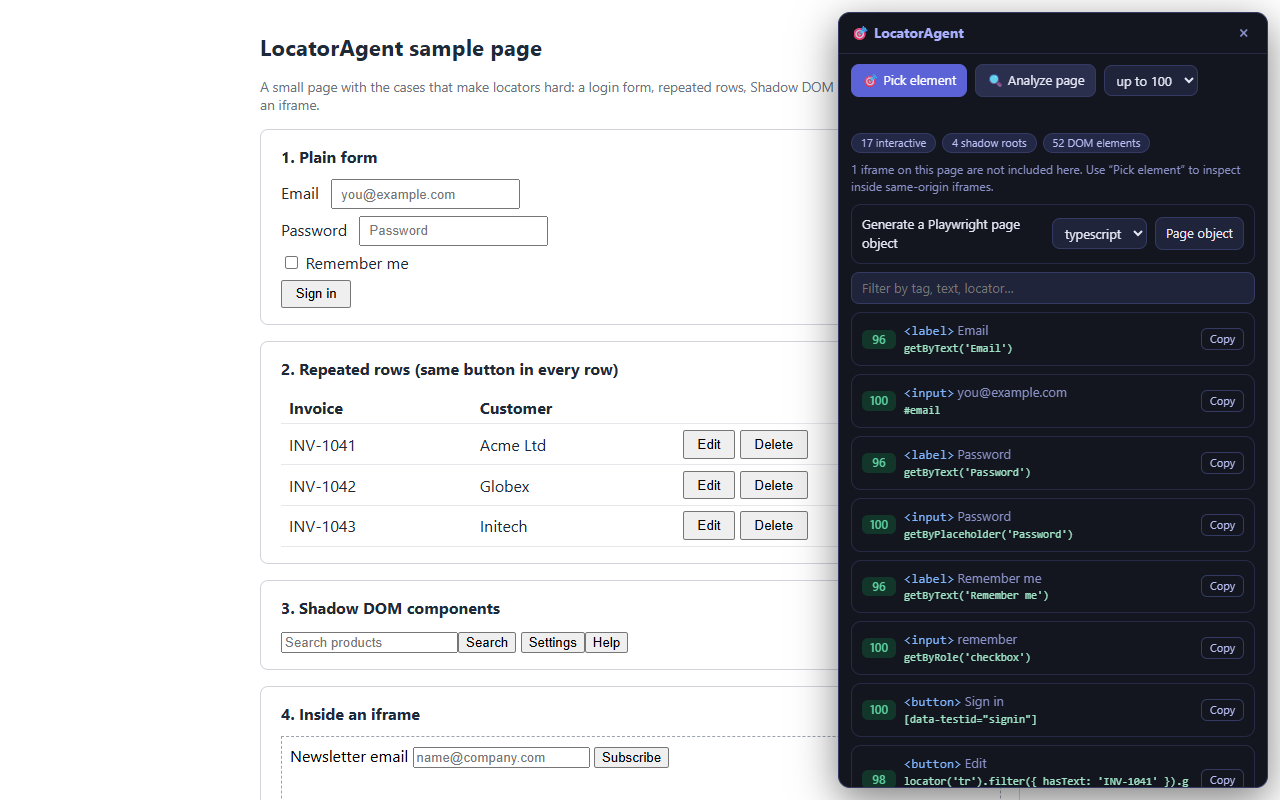 LocatorAgent sample page
A small page with the cases that make locators hard: a login form, repeated rows, Shadow DOM
an iframe.
1. Plain form
Email you@example.com
Password Password
Remember me
Sign in
2. Repeated rows (same button in every row)
Invoice Customer
INV-1041 Acme Ltd Edit Delete
INV-1042 Globex Edit Delete
INV-1043 Initech Edit Delete
3. Shadow DOM components
Search products Search Settings Help
4. Inside an iframe
Newsletter email name@company.com Subscribe
LocatorAgent ×
Pick element Analyze page up to 100
17 interactive 4 shadow roots 52 DOM elements
1 iframe on this page are not included here. Use “Pick element” to inspect
inside same-origin iframes.
Generate a Playwright page
object
typescript Page object
Filter by tag, text, locator…
96 <label> Email Copy
getByText('Email')
100 <input> you@example.com Copy
#email
96 <label> Password Copy
getByText('Password')
100 <input> Password Copy
getByPlaceholder('Password')
96 <label> Remember me Copy
getByText('Remember me')
100 <input> remember Copy
getByRole('checkbox')
100 <button> Sign in Copy
[data-testid="signin"]
98 <button> Edit Copy
locator('tr').filter({ hasText: 'INV-1041' }).g